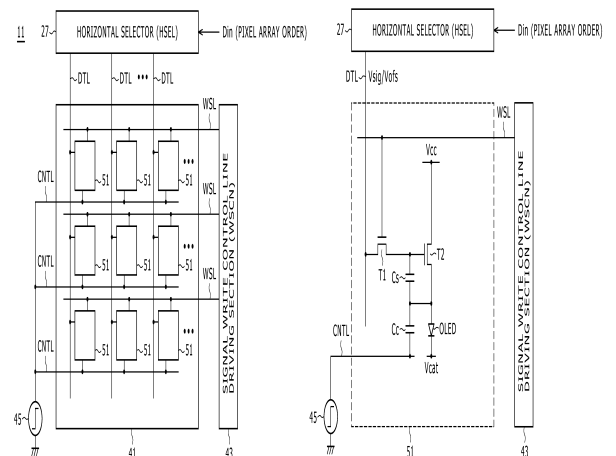 11
27
HORIZONTAL SELECTOR (HSEL)
Din (PIXEL ARRAY ORDER)
DTL
DTL
•••
DTL
WSL
51
51
51
•••
CNTL
WSL
51
51
51
•••
CNTL
WSL
51
51
51
•••
CNTL
45
41
43
SIGNAL WRITE CONTROL LINE
DRIVING SECTION (WSCN)
27
HORIZONTAL SELECTOR (HSEL)
Din (PIXEL ARRAY ORDER)
DTL
Vsig/Vofs
WSL
Vcc
T1
T2
Cs
Cc
OLED
CNTL
Vcat
45
51
43
SIGNAL WRITE CONTROL LINE
DRIVING SECTION (WSCN)